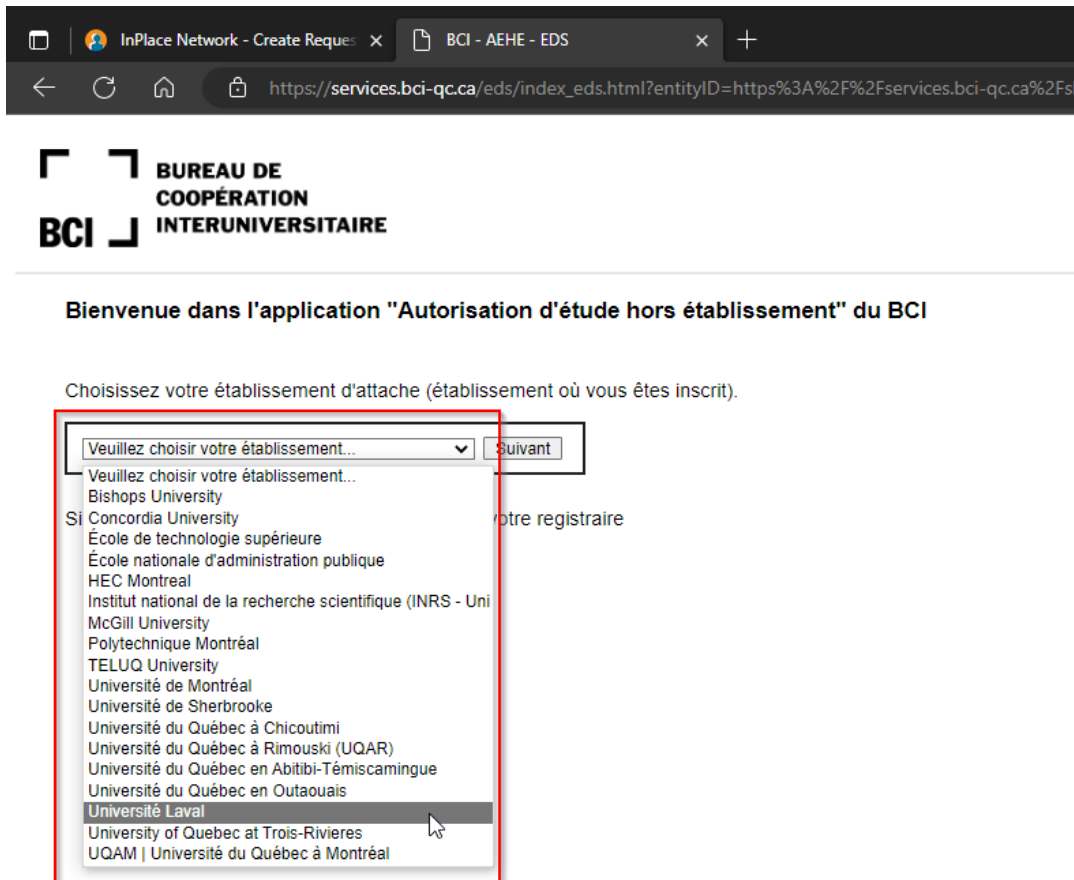 InPlace Network - Create Reques
BCI - AEHE - EDS
https://services.bci-qc.ca/eds/index_eds.html?entityID=https%3A%2F%2Fservices.bci-qc.ca%2Fs
BCI
BUREAU DE
COOPÉRATION
INTERUNIVERSITAIRE
Bienvenue dans l'application "Autorisation d'étude hors établissement" du BCI
Choisissez votre établissement d'attache (établissement où vous êtes inscrit).
Veuillez choisir votre établissement... Suivant
Veuillez choisir votre établissement...
Bishops University
Si
Concordia University
votre registraire
École de technologie supérieure
École nationale d'administration publique
HEC Montreal
Institut national de la recherche scientifique (INRS - Uni
McGill University
Polytechnique Montréal
TELUQ University
Université de Montréal
Université de Sherbrooke
Université du Québec à Chicoutimi
Université du Québec à Rimouski (UQAR)
Université du Québec en Abitibi-Témiscamingue
Université du Québec en Outaouais
Université Laval
University of Quebec at Trois-Rivieres
UQAM | Université du Québec à Montréal